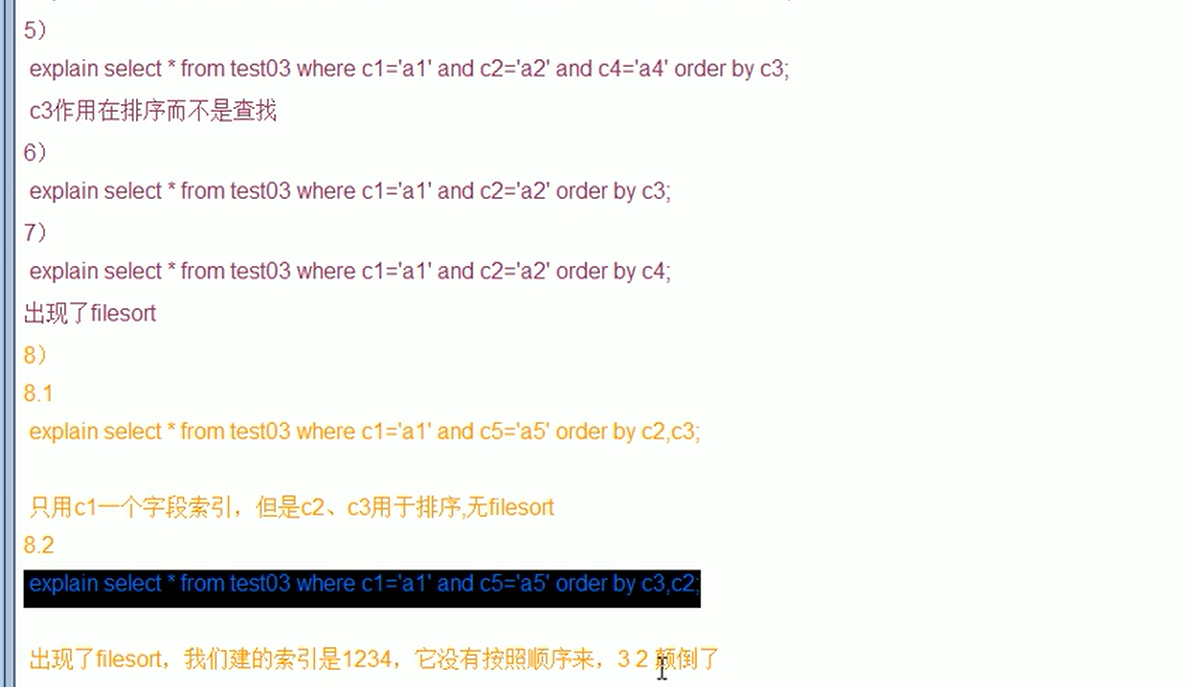 5）
explain select * from test03 where c1='a1' and c2='a2' and c4='a4' order by c3;
c3作用在排序而不是查找
6）
explain select * from test03 where c1='a1' and c2='a2' order by c3;
7）
explain select * from test03 where c1='a1' and c2='a2' order by c4;
出现了filesort
8）
8.1
explain select * from test03 where c1='a1' and c5='a5' order by c2,c3;
只用c1一个字段索引，但是c2、c3用于排序,无filesort
8.2
explain select * from test03 where c1='a1' and c5='a5' order by c3,c2;
出现了filesort，我们建的索引是1234，它没有按照顺序来，3 2 颠倒了